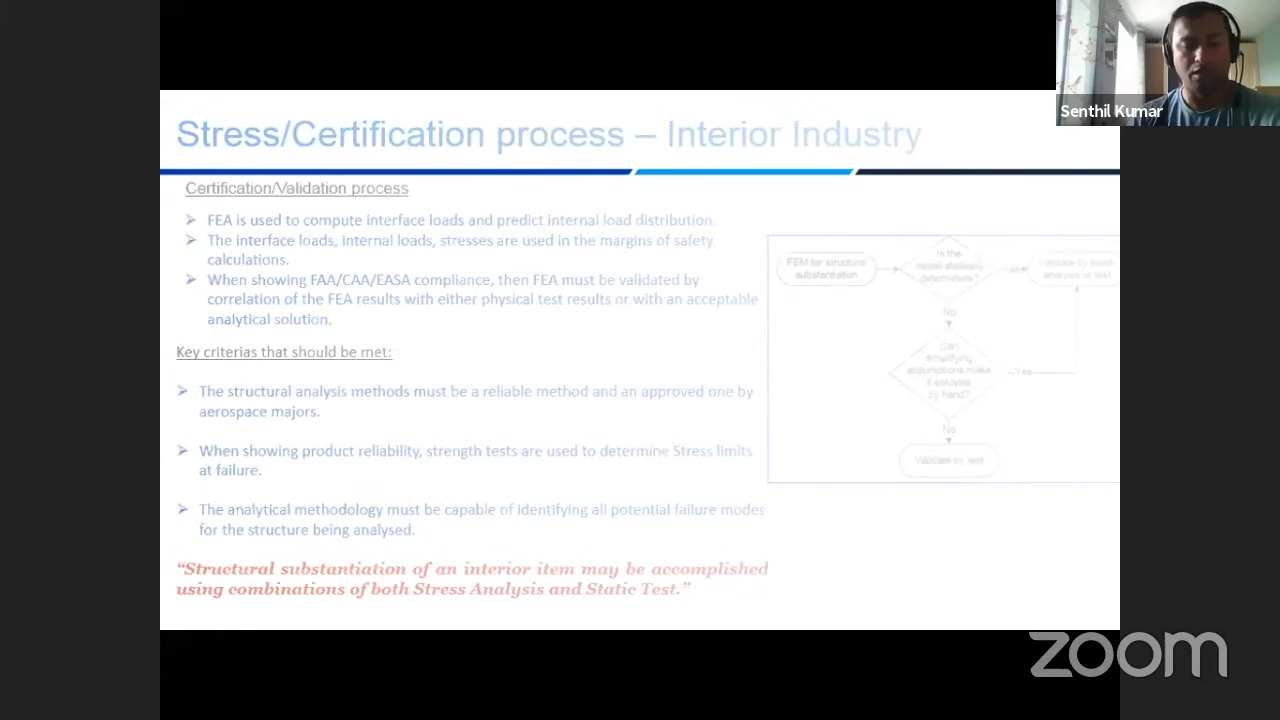 Senthil Kumar
Stress/Certification process – Interior Industry
Certification/Validation process
➤ FEA is used to compute interface loads and predict internal load distribution.
➤ The interface loads, internal loads, stresses are used in the margins of safety
calculations.
➤ When showing FAA/CAA/EASA compliance, then FEA must be validated by
correlation of the FEA results with either physical test results or with an acceptable
analytical solution.
Key criterias that should be met:
➤ The structural analysis methods must be a reliable method and an approved one by
aerospace majors.
➤ When showing product reliability, strength tests are used to determine Stress limits
at failure.
➤ The analytical methodology must be capable of identifying all potential failure modes
for the structure being analysed.
“Structural substantiation of an interior item may be accomplished
using combinations of both Stress Analysis and Static Test.”
FEM for structural
substantiation
Is the
model statically
determinate?
Yes
Validate by
analysis or test
No
Can
simplifying
assumptions make
it solvable
by hand?
Yes
No
Validate by test
zoom